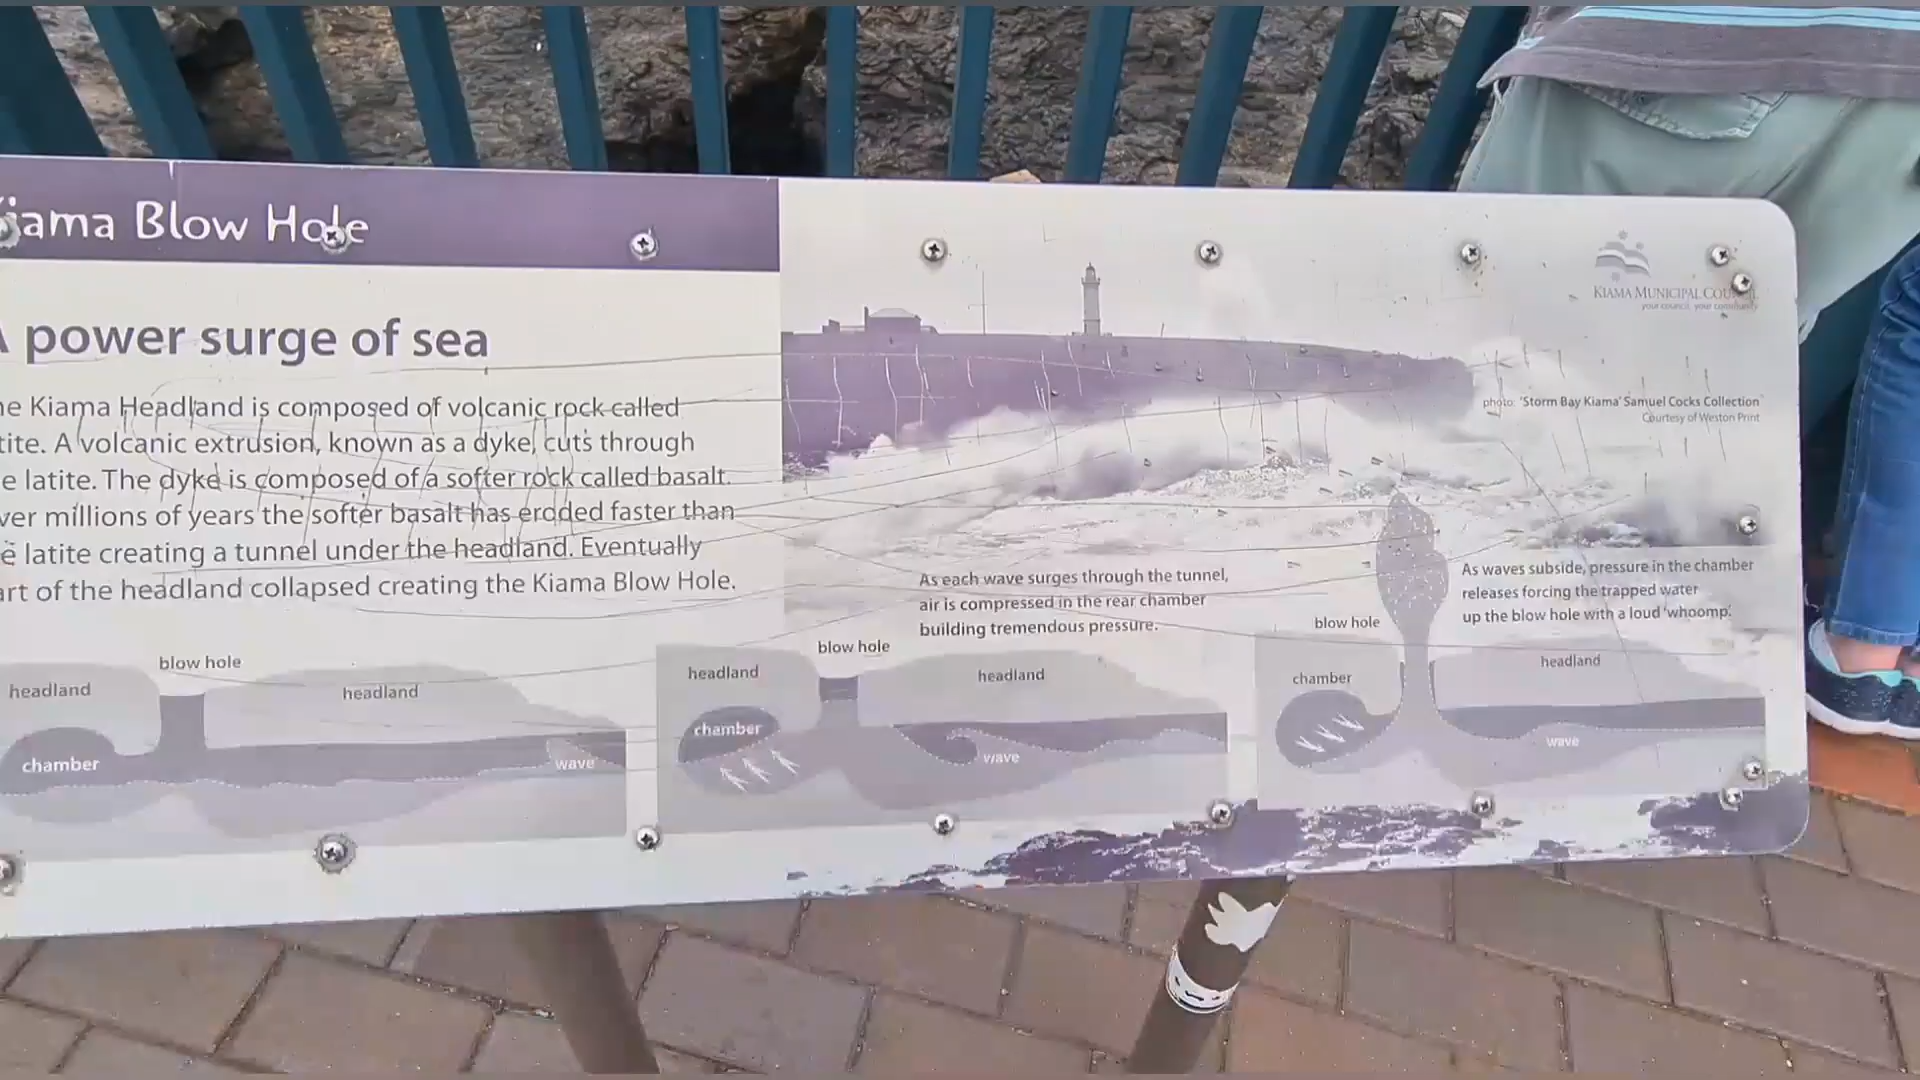 Kiama Blow Hole
A power surge of sea
he Kiama Headland is composed of volcanic rock called
tite. A volcanic extrusion, known as a dyke, cuts through
e latite. The dyke is composed of a softer rock called basalt.
ver millions of years the softer basalt has eroded faster than
e latite creating a tunnel under the headland. Eventually
art of the headland collapsed creating the Kiama Blow Hole.
blow hole
headland
headland
chamber
wave
KIAMA MUNICIPAL COUNCIL
your council, your community
photo: 'Storm Bay Kiama' Samuel Cocks Collection
Courtesy of Weston Print
As each wave surges through the tunnel,
air is compressed in the rear chamber
building tremendous pressure.
blow hole
headland
headland
chamber
wave
As waves subside, pressure in the chamber
releases forcing the trapped water
up the blow hole with a loud 'whoomp'.
blow hole
headland
chamber
wave